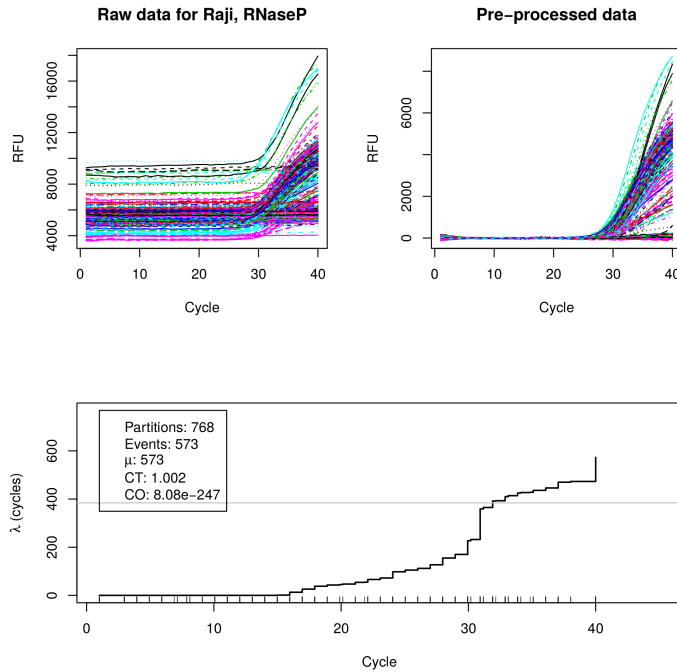 Raw data for Raji, RNaseP
Pre−processed data
RFU
4000
8000
12000
16000
0
10
20
30
40
Cycle
RFU
0
2000
6000
0
10
20
30
40
Cycle
λ (cycles)
0
200
400
600
Partitions: 768
Events: 573
μ: 573
CT: 1.002
CO: 8.08e−247
0
10
20
30
40
Cycle